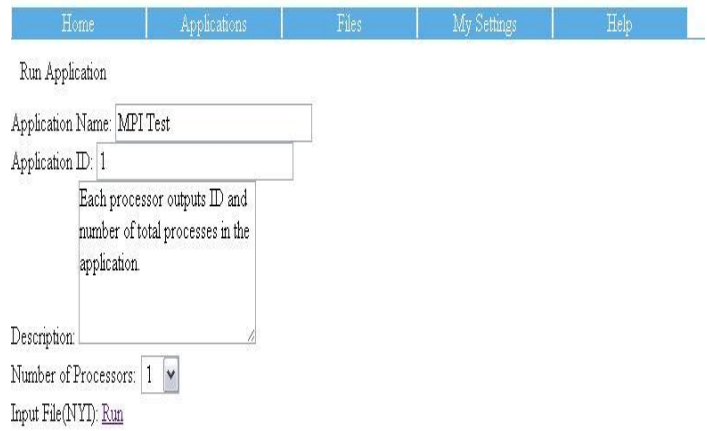 Home Applications Files My Settings Help
Run Application
Application Name: MPI Test
Application ID: 1
Each processor outputs ID and
number of total processes in the
application.
Description:
Number of Processors: 1
Input File(NYI): Run